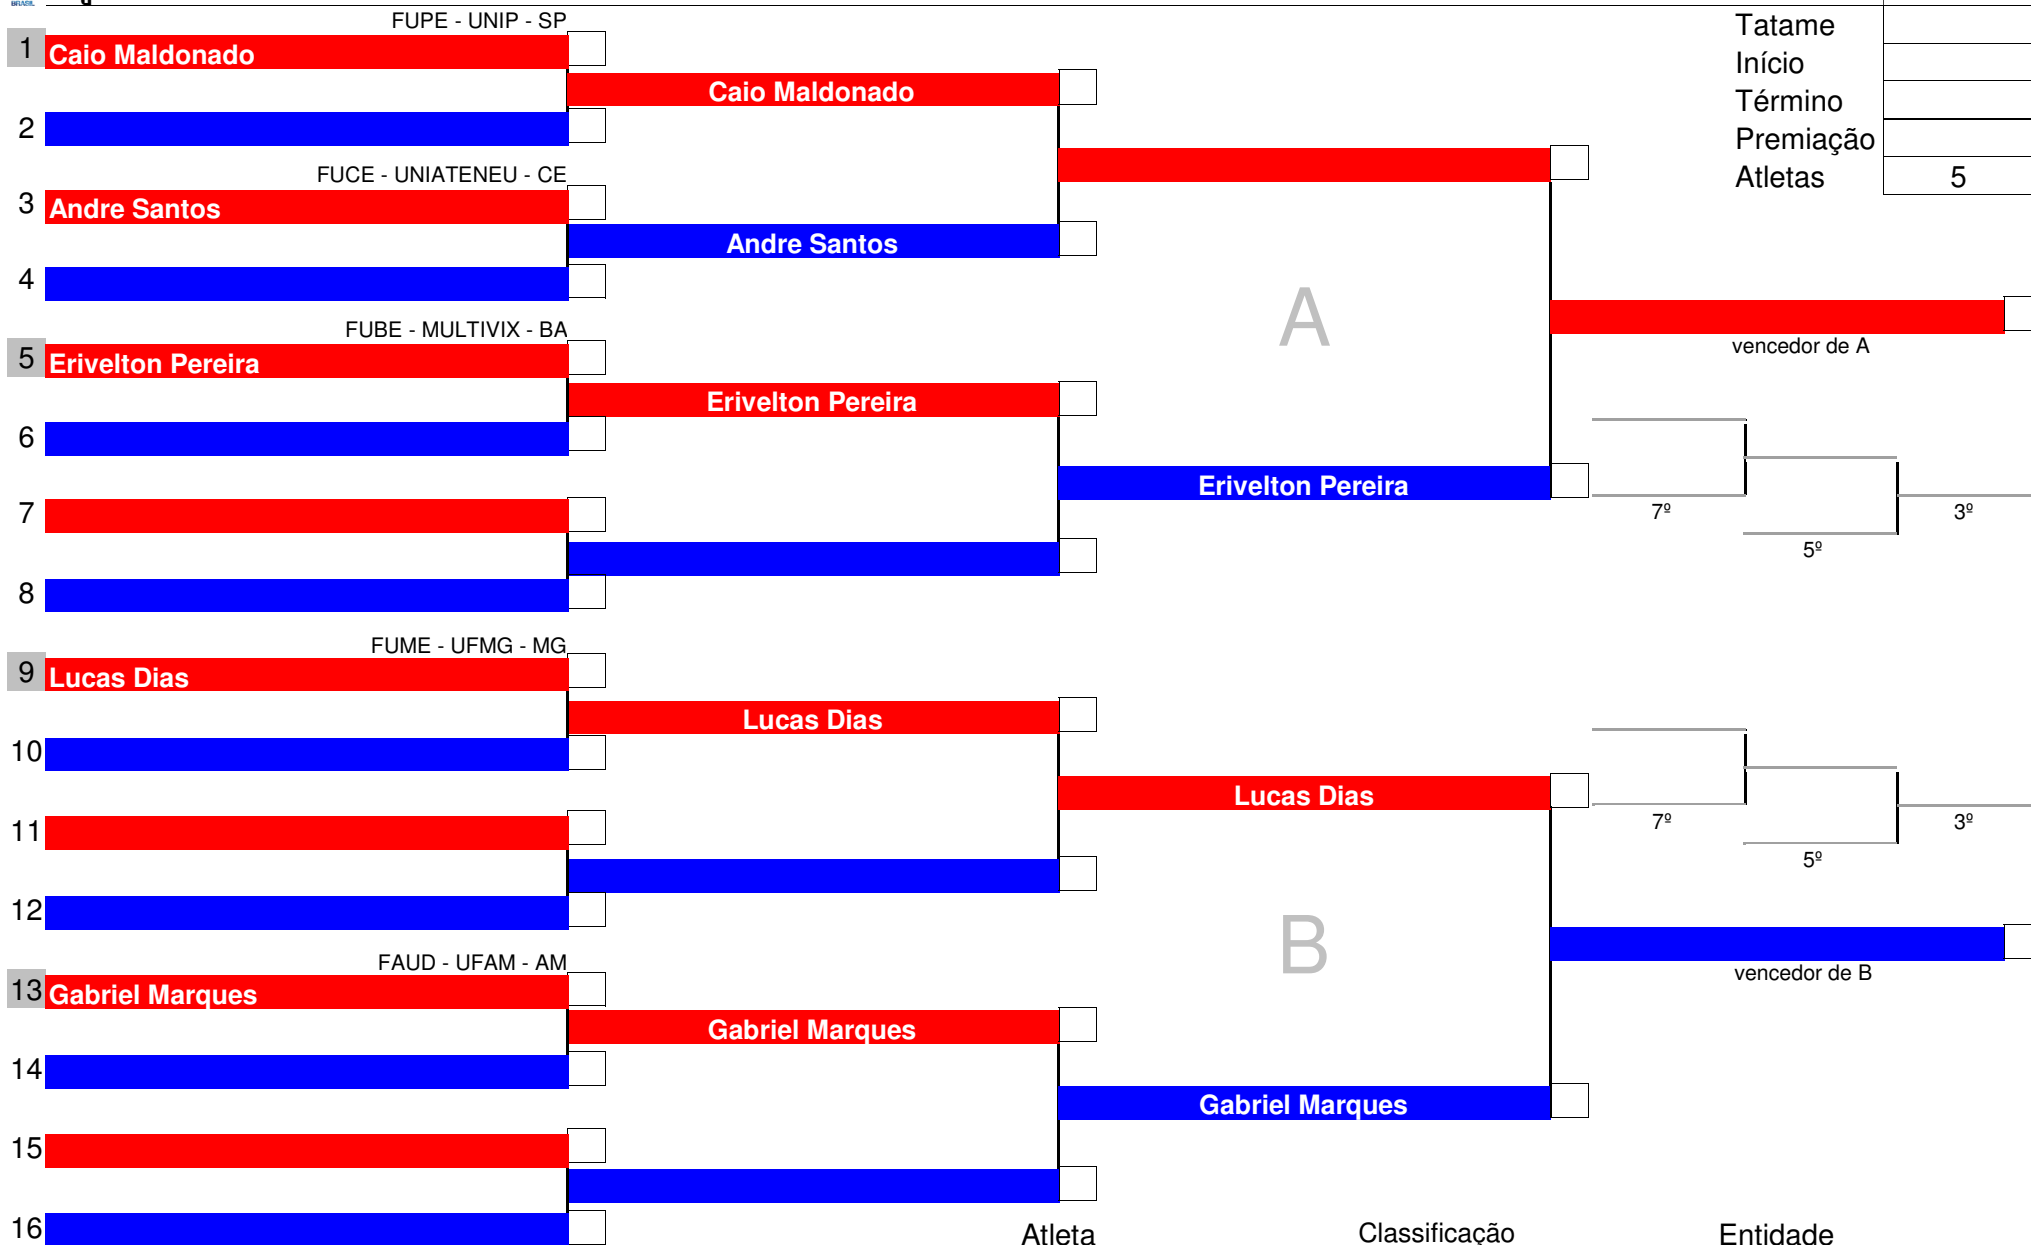 BRASIL
FUPE - UNIP - SP
Tatame
1 Caio Maldonado
Início
Caio Maldonado
Término
2
Premiação
FUCE - UNIATENEU - CE
Atletas 5
3 Andre Santos
Andre Santos
4
A
FUBE - MULTIVIX - BA
vencedor de A
5 Erivelton Pereira
Erivelton Pereira
6
Erivelton Pereira
7
7º 3º
5º
8
FUME - UFMG - MG
9 Lucas Dias
Lucas Dias
10
Lucas Dias
11
7º 3º
5º
12
B
FAUD - UFAM - AM
vencedor de B
13 Gabriel Marques
Gabriel Marques
14
Gabriel Marques
15
16
Atleta Classificação Entidade